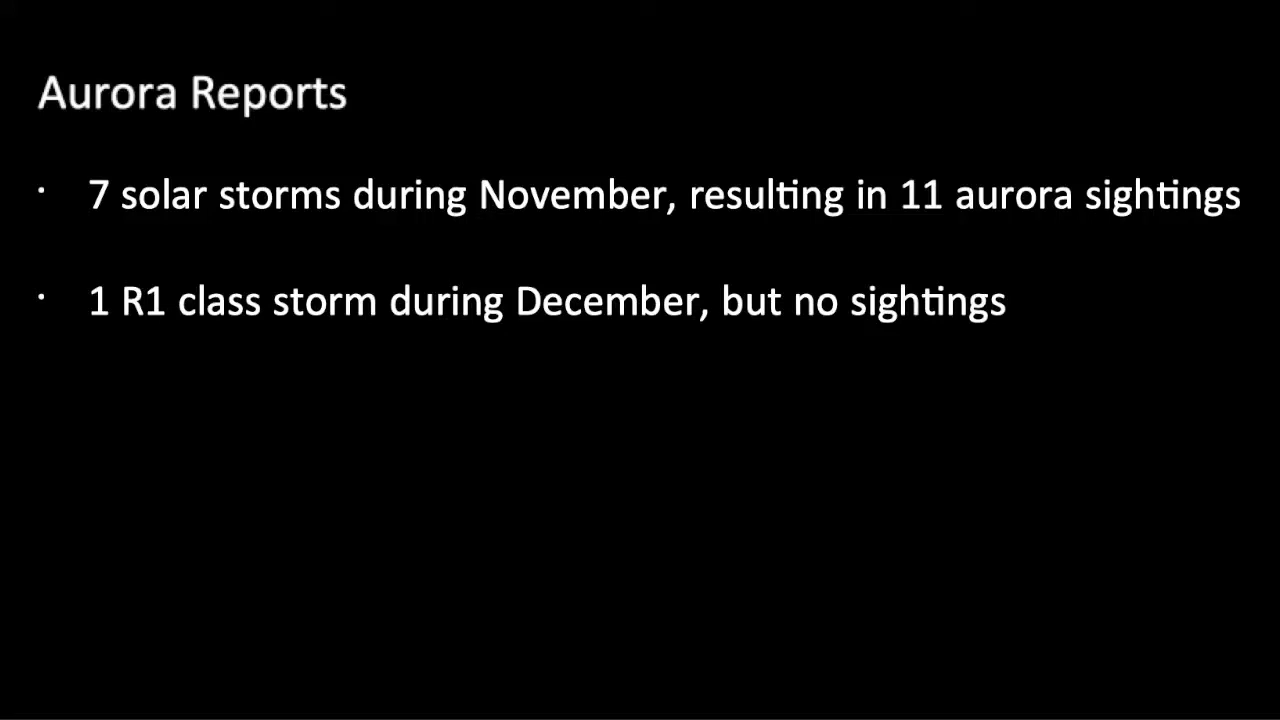 Aurora Reports
· 7 solar storms during November, resulting in 11 aurora sightings
· 1 R1 class storm during December, but no sightings